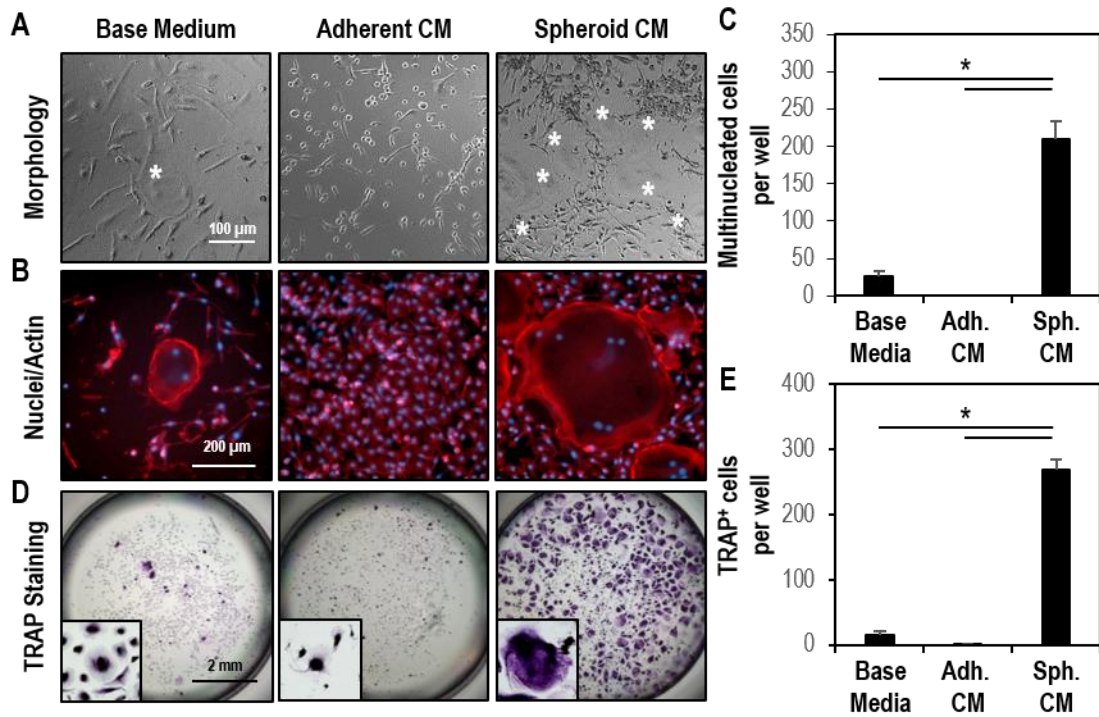 A
Base Medium
Adherent CM
Spheroid CM
Morphology
*
100 µm
* * * * * * *
B
Nuclei/Actin
200 µm
D
TRAP Staining
2 mm
C
Multinucleated cells
per well
350
300
250
200
150
100
50
0
*
Base
Media
Adh.
CM
Sph.
CM
E
TRAP+ cells
per well
400
300
200
100
0
*
Base
Media
Adh.
CM
Sph.
CM